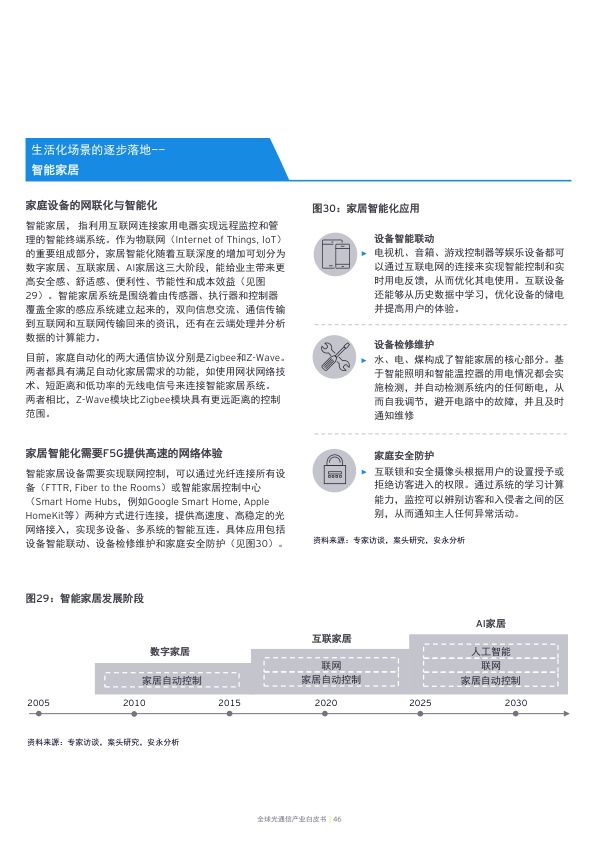 生活化场景的逐步落地——
智能家居
家庭设备的网联化与智能化
智能家居， 指利用互联网连接家用电器实现远程监控和管
理的智能终端系统。作为物联网（Internet of Things, IoT）
的重要组成部分，家居智能化随着互联深度的增加可划分为
数字家居、互联家居、AI家居这三大阶段，能给业主带来更
高安全感、舒适感、便利性、节能性和成本效益（见图
29）。智能家居系统是围绕着由传感器、执行器和控制器
覆盖全家的感应系统建立起来的，双向信息交流、通信传输
到互联网和互联网传输回来的资讯，还有在云端处理并分析
数据的计算能力。
目前，家庭自动化的两大通信协议分别是Zigbee和Z-Wave。
两者都具有满足自动化家居需求的功能，如使用网状网络技
术、短距离和低功率的无线电信号来连接智能家居系统。
两者相比，Z-Wave模块比Zigbee模块具有更远距离的控制
范围。
家居智能化需要F5G提供高速的网络体验
智能家居设备需要实现联网控制，可以通过光纤连接所有设
备（FTTR, Fiber to the Rooms）或智能家居控制中心
（Smart Home Hubs，例如Google Smart Home, Apple
HomeKit等）两种方式进行连接，提供高速度、高稳定的光
网络接入，实现多设备、多系统的智能互连。具体应用包括
设备智能联动、设备检修维护和家庭安全防护（见图30）。
图30：家居智能化应用
设备智能联动
电视机、音箱、游戏控制器等娱乐设备都可
以通过互联电网的连接来实现智能控制和实
时用电反馈，从而优化其电使用。互联设备
还能够从历史数据中学习，优化设备的储电
并提高用户的体验。
设备检修维护
水、电、煤构成了智能家居的核心部分。基
于智能照明和智能温控器的用电情况都会实
施检测，并自动检测系统内的任何断电，从
而自我调节，避开电路中的故障，并且及时
通知维修
家庭安全防护
互联锁和安全摄像头根据用户的设置授予或
拒绝访客进入的权限。通过系统的学习计算
能力，监控可以辨别访客和入侵者之间的区
别，从而通知主人任何异常活动。
资料来源：专家访谈，案头研究，安永分析
图29：智能家居发展阶段
数字家居
家居自动控制
互联家居
联网
家居自动控制
AI家居
人工智能
联网
家居自动控制
2005 2010 2015 2020 2025 2030
资料来源：专家访谈，案头研究，安永分析
全球光通信产业白皮书 | 46